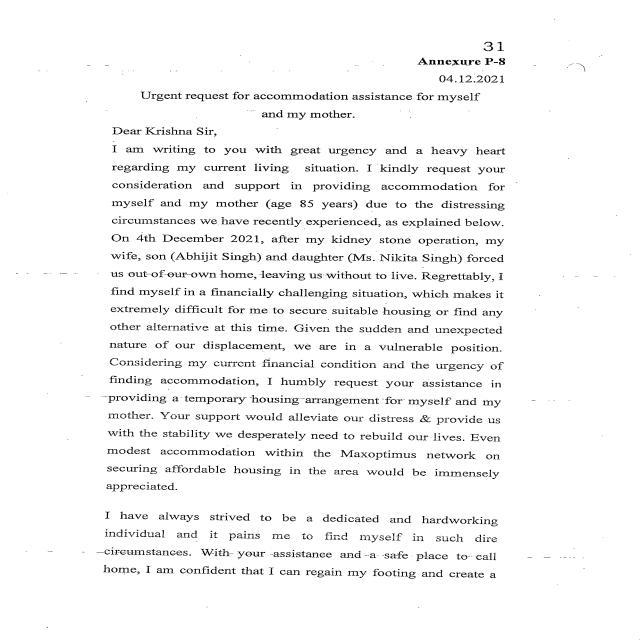 31
Annexure P-8
04.12.2021
Urgent request for accommodation assistance for myself
and my mother.
Dear Krishna Sir,
I am writing to you with great urgency and a heavy heart
regarding my current living situation. I kindly request your
consideration and support in providing accommodation for
myself and my mother (age 85 years) due to the distressing
circumstances we have recently experienced, as explained below.
On 4th December 2021, after my kidney stone operation, my
wife, son (Abhijit Singh) and daughter (Ms. Nikita Singh) forced
us out of our own home, leaving us without to live. Regrettably, I
find myself in a financially challenging situation, which makes it
extremely difficult for me to secure suitable housing or find any
other alternative at this time. Given the sudden and unexpected
nature of our displacement, we are in a vulnerable position.
Considering my current financial condition and the urgency of
finding accommodation, I humbly request your assistance in
providing a temporary housing arrangement for myself and my
mother. Your support would alleviate our distress & provide us
with the stability we desperately need to rebuild our lives. Even
modest accommodation within the Maxoptimus network on
securing affordable housing in the area would be immensely
appreciated.
I have always strived to be a dedicated and hardworking
individual and it pains me to find myself in such dire
circumstances. With your assistance and a safe place to call
home, I am confident that I can regain my footing and create a